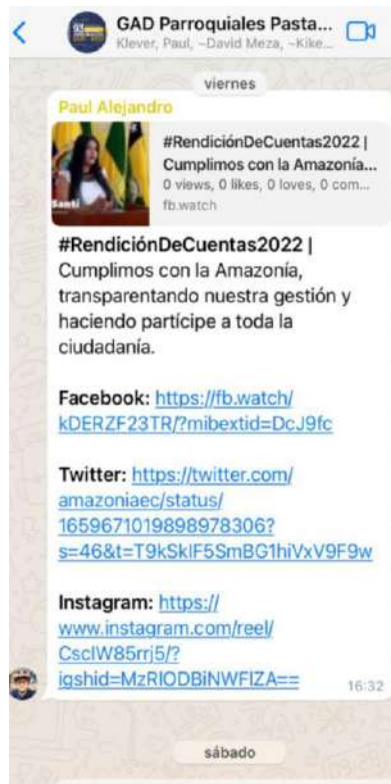 GAD Parroquiales Pasta...
Klever, Paul, ~David Meza, ~Kike...
viernes
Paul Alejandro
#RendiciónDeCuentas2022 |
Cumplimos con la Amazonía...
0 views, 0 likes, 0 loves, 0 com...
fb.watch
Santi
#RendiciónDeCuentas2022 |
Cumplimos con la Amazonía,
transparentando nuestra gestión y
haciendo partícipe a toda la
ciudadanía.
Facebook: https://fb.watch/
kDERZF23TR/?mibextid=DcJ9fc
Twitter: https://twitter.com/
amazoniaec/status/
1659671019898978306?
s=46&t=T9kSkIF5SmBG1hiVxV9F9w
Instagram: https://
www.instagram.com/reel/
CscIW85rrj5/?
igshid=MzRlODBiNWFlZA==
16:32
sábado